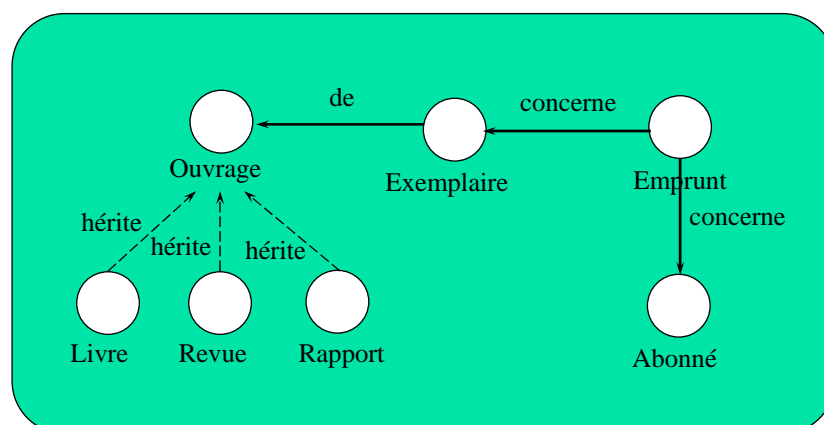 de
concerne
Ouvrage
Exemplaire
Emprunt
concerne
hérite
hérite
hérite
Livre
Revue
Rapport
Abonné